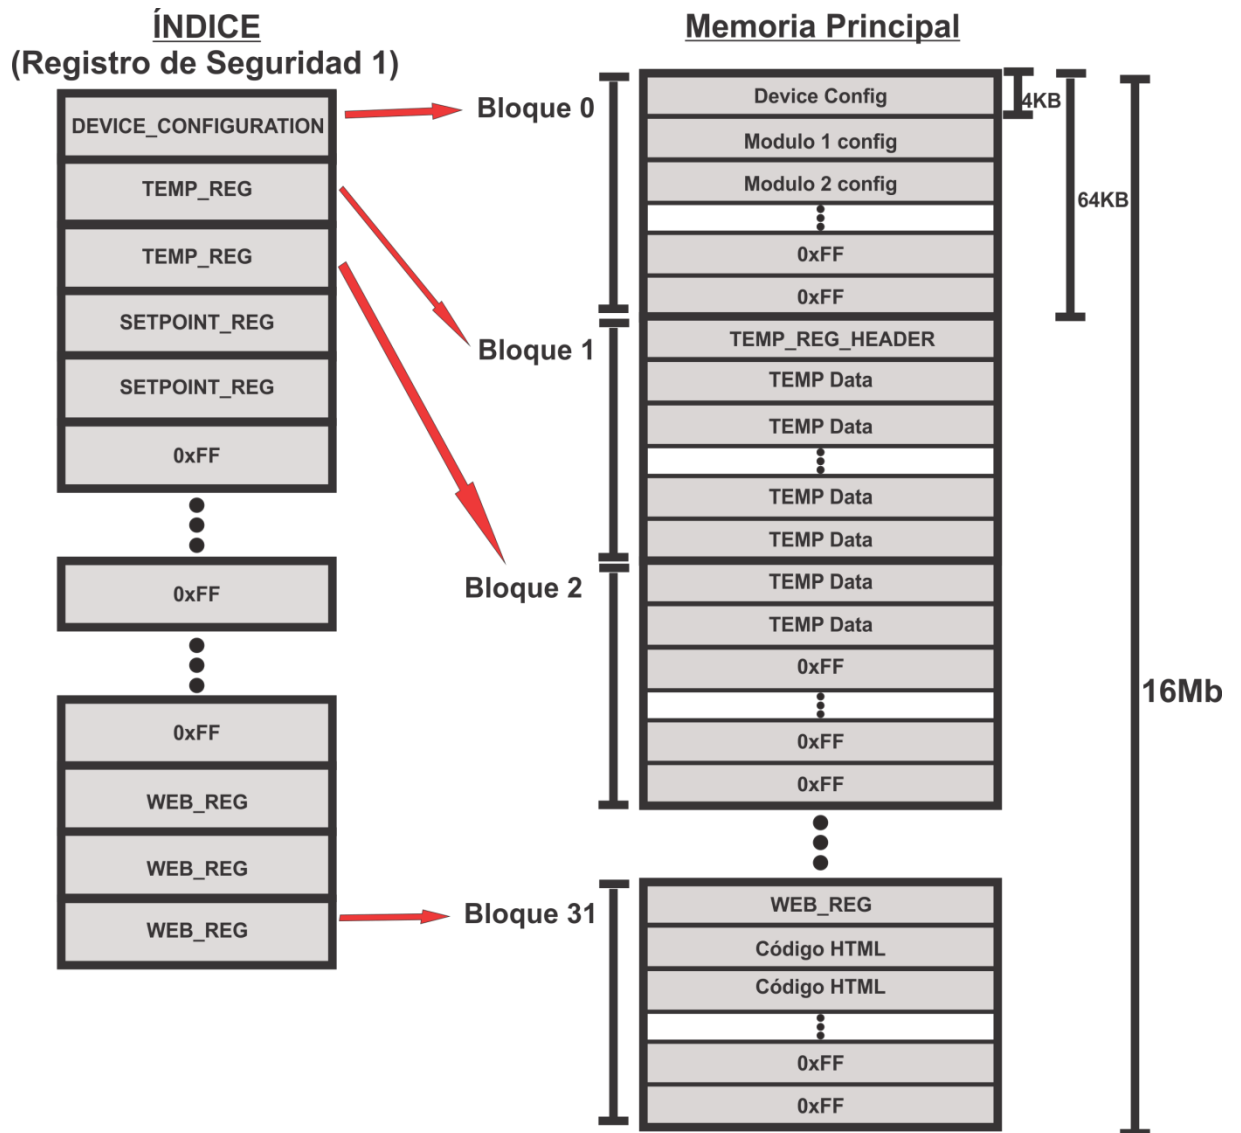 ÍNDICE
(Registro de Seguridad 1)
DEVICE_CONFIGURATION
TEMP_REG
TEMP_REG
SETPOINT_REG
SETPOINT_REG
0xFF
0xFF
0xFF
WEB_REG
WEB_REG
WEB_REG
Bloque 0
Bloque 1
Bloque 2
Bloque 31
Memoria Principal
Device Config
Modulo 1 config
Modulo 2 config
0xFF
0xFF
TEMP_REG_HEADER
TEMP Data
TEMP Data
TEMP Data
TEMP Data
TEMP Data
TEMP Data
0xFF
0xFF
0xFF
WEB_REG
Código HTML
Código HTML
0xFF
0xFF
4KB
64KB
16Mb